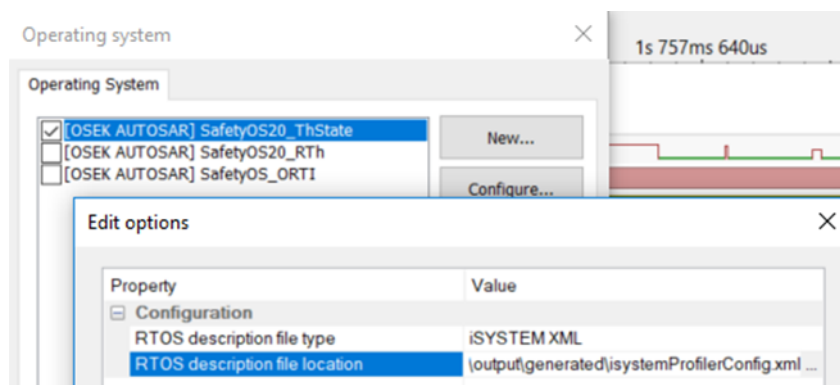 Operating system
1s 757ms 640us
Operating System
[OSEK AUTOSAR] SafetyOS20_ThState
[OSEK AUTOSAR] SafetyOS20_RTh
[OSEK AUTOSAR] SafetyOS_ORTI
New...
Configure...
Edit options
Property Value
Configuration
RTOS description file type iSYSTEM XML
RTOS description file location \output\generated\isystemProfilerConfig.xml ...